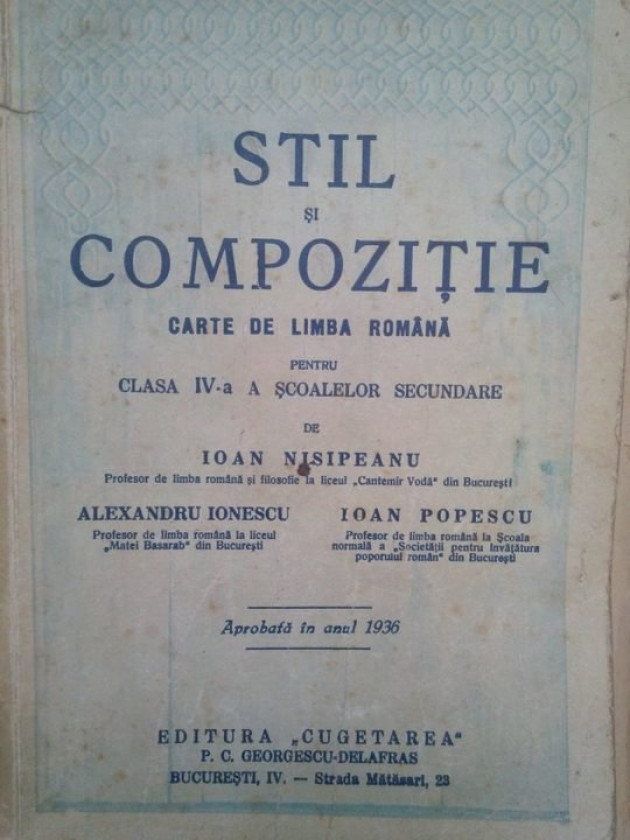 STIL
ȘI
COMPOZIȚIE
CARTE DE LIMBA ROMÂNĂ
PENTRU
CLASA IV-a A ȘCOALELOR SECUNDARE
DE
IOAN NISIPEANU
Profesor de limba română și filosofie la liceul „Cantemir Vodă“ din București
ALEXANDRU IONESCU
Profesor de limba română la liceul
„Matei Basarab“ din București
IOAN POPESCU
Profesor de limba română la Școala
normală a „Societății pentru învățătura
poporului român“ din București
Aprobată în anul 1936
EDITURA „CUGETAREA“
P. C. GEORGESCU-DELAFRAS
BUCUREȘTI, IV. — Strada Mătăsari, 23